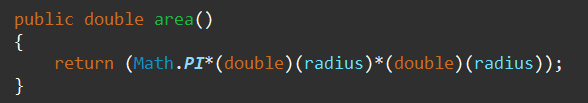 public double area()
{
    return (Math.PI*(double)(radius)*(double)(radius));
}